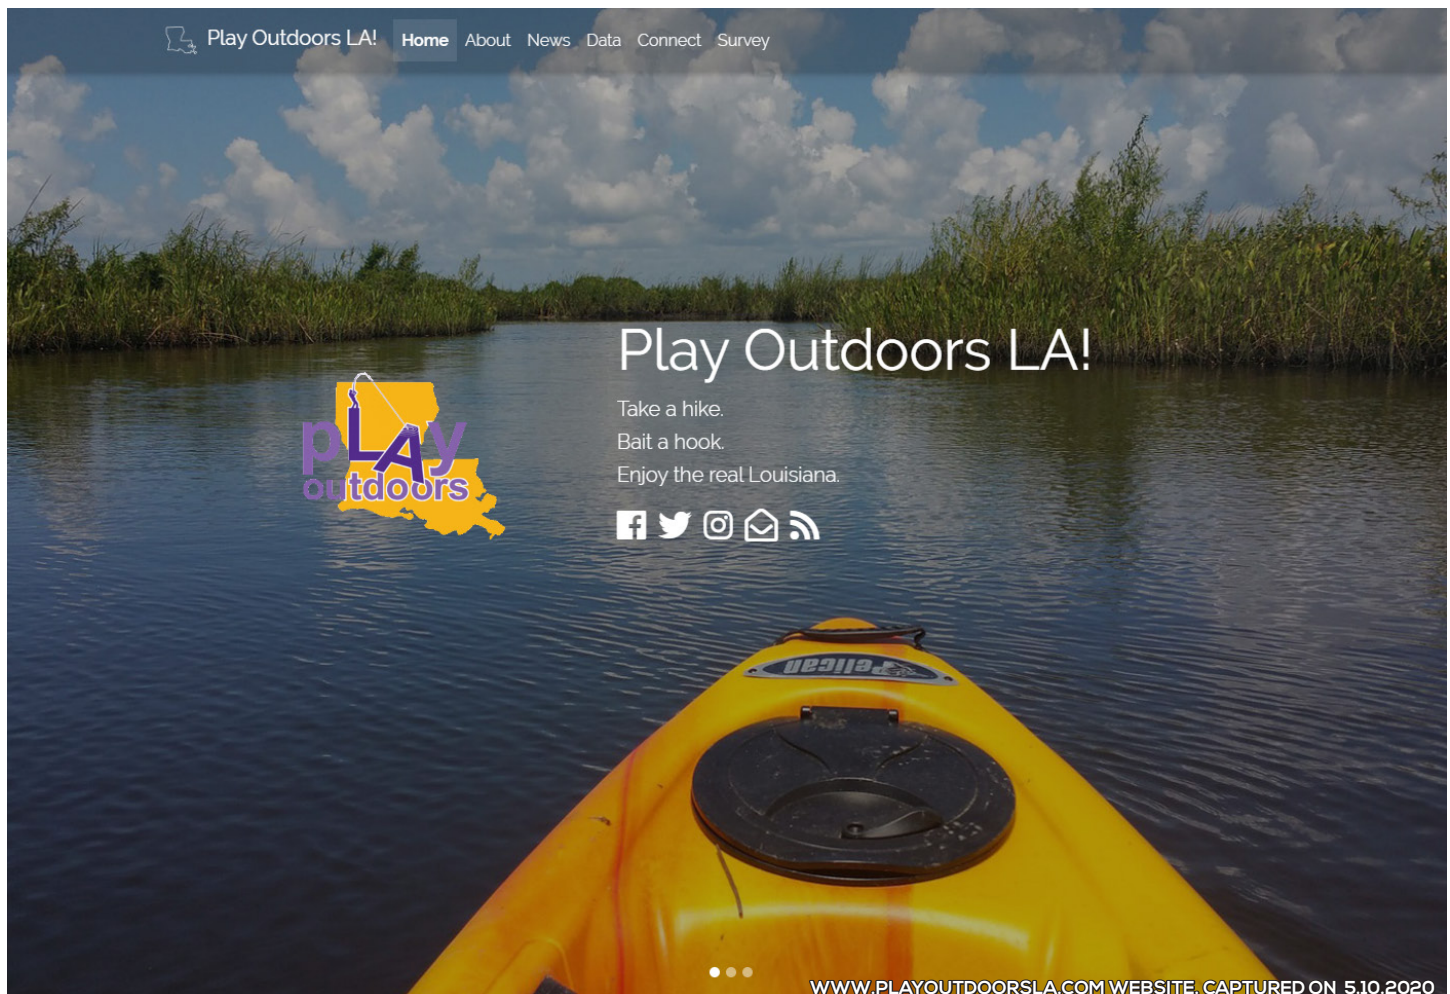 Play Outdoors LA! Home About News Data Connect Survey
Play Outdoors LA!
Take a hike.
Bait a hook.
Enjoy the real Louisiana.
pLAy
outdoors
Pelican
WWW.PLAYOUTDOORSLA.COM WEBSITE, CAPTURED ON 5.10.2020